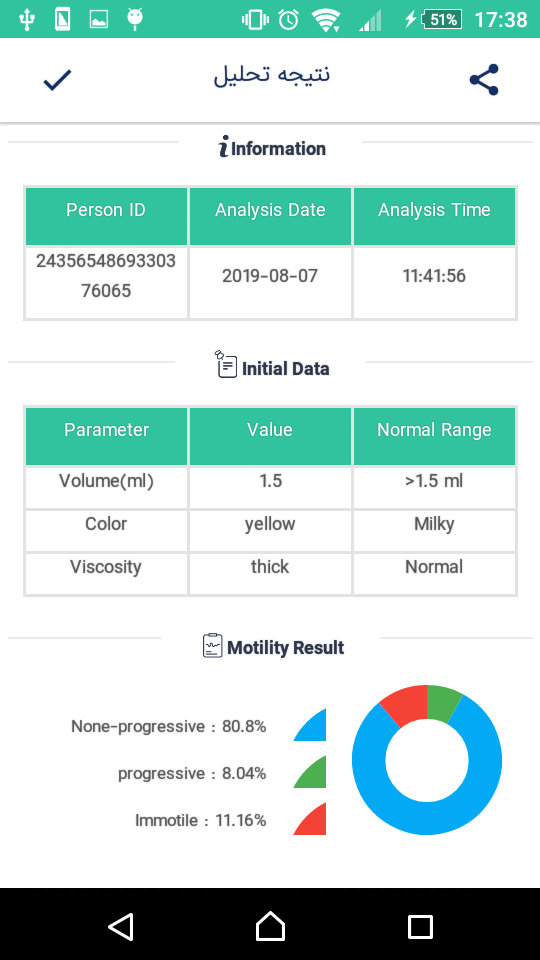 51% 17:38
نتیجه تحلیل
Information
Person ID Analysis Date Analysis Time
24356548693303
76065 2019-08-07 11:41:56
Initial Data
Parameter Value Normal Range
Volume(ml) 1.5 >1.5 ml
Color yellow Milky
Viscosity thick Normal
Motility Result
None-progressive : 80.8%
progressive : 8.04%
Immotile : 11.16%